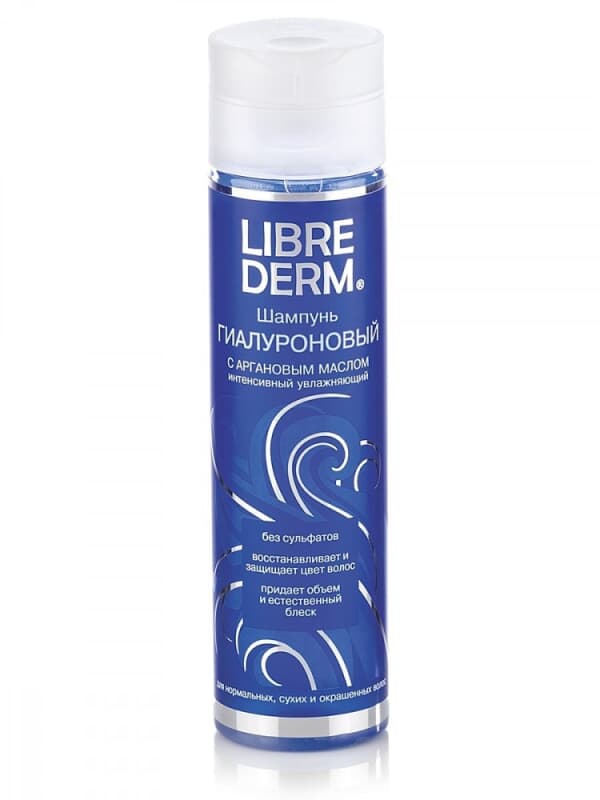 LIBRE
DERM®
Шампунь
ГИАЛУРОНОВЫЙ
С АРГАНОВЫМ МАСЛОМ
интенсивный увлажняющий
без сульфатов
восстанавливает и
защищает цвет волос
придает объем
и естественный
блеск
для нормальных, сухих и окрашенных волос